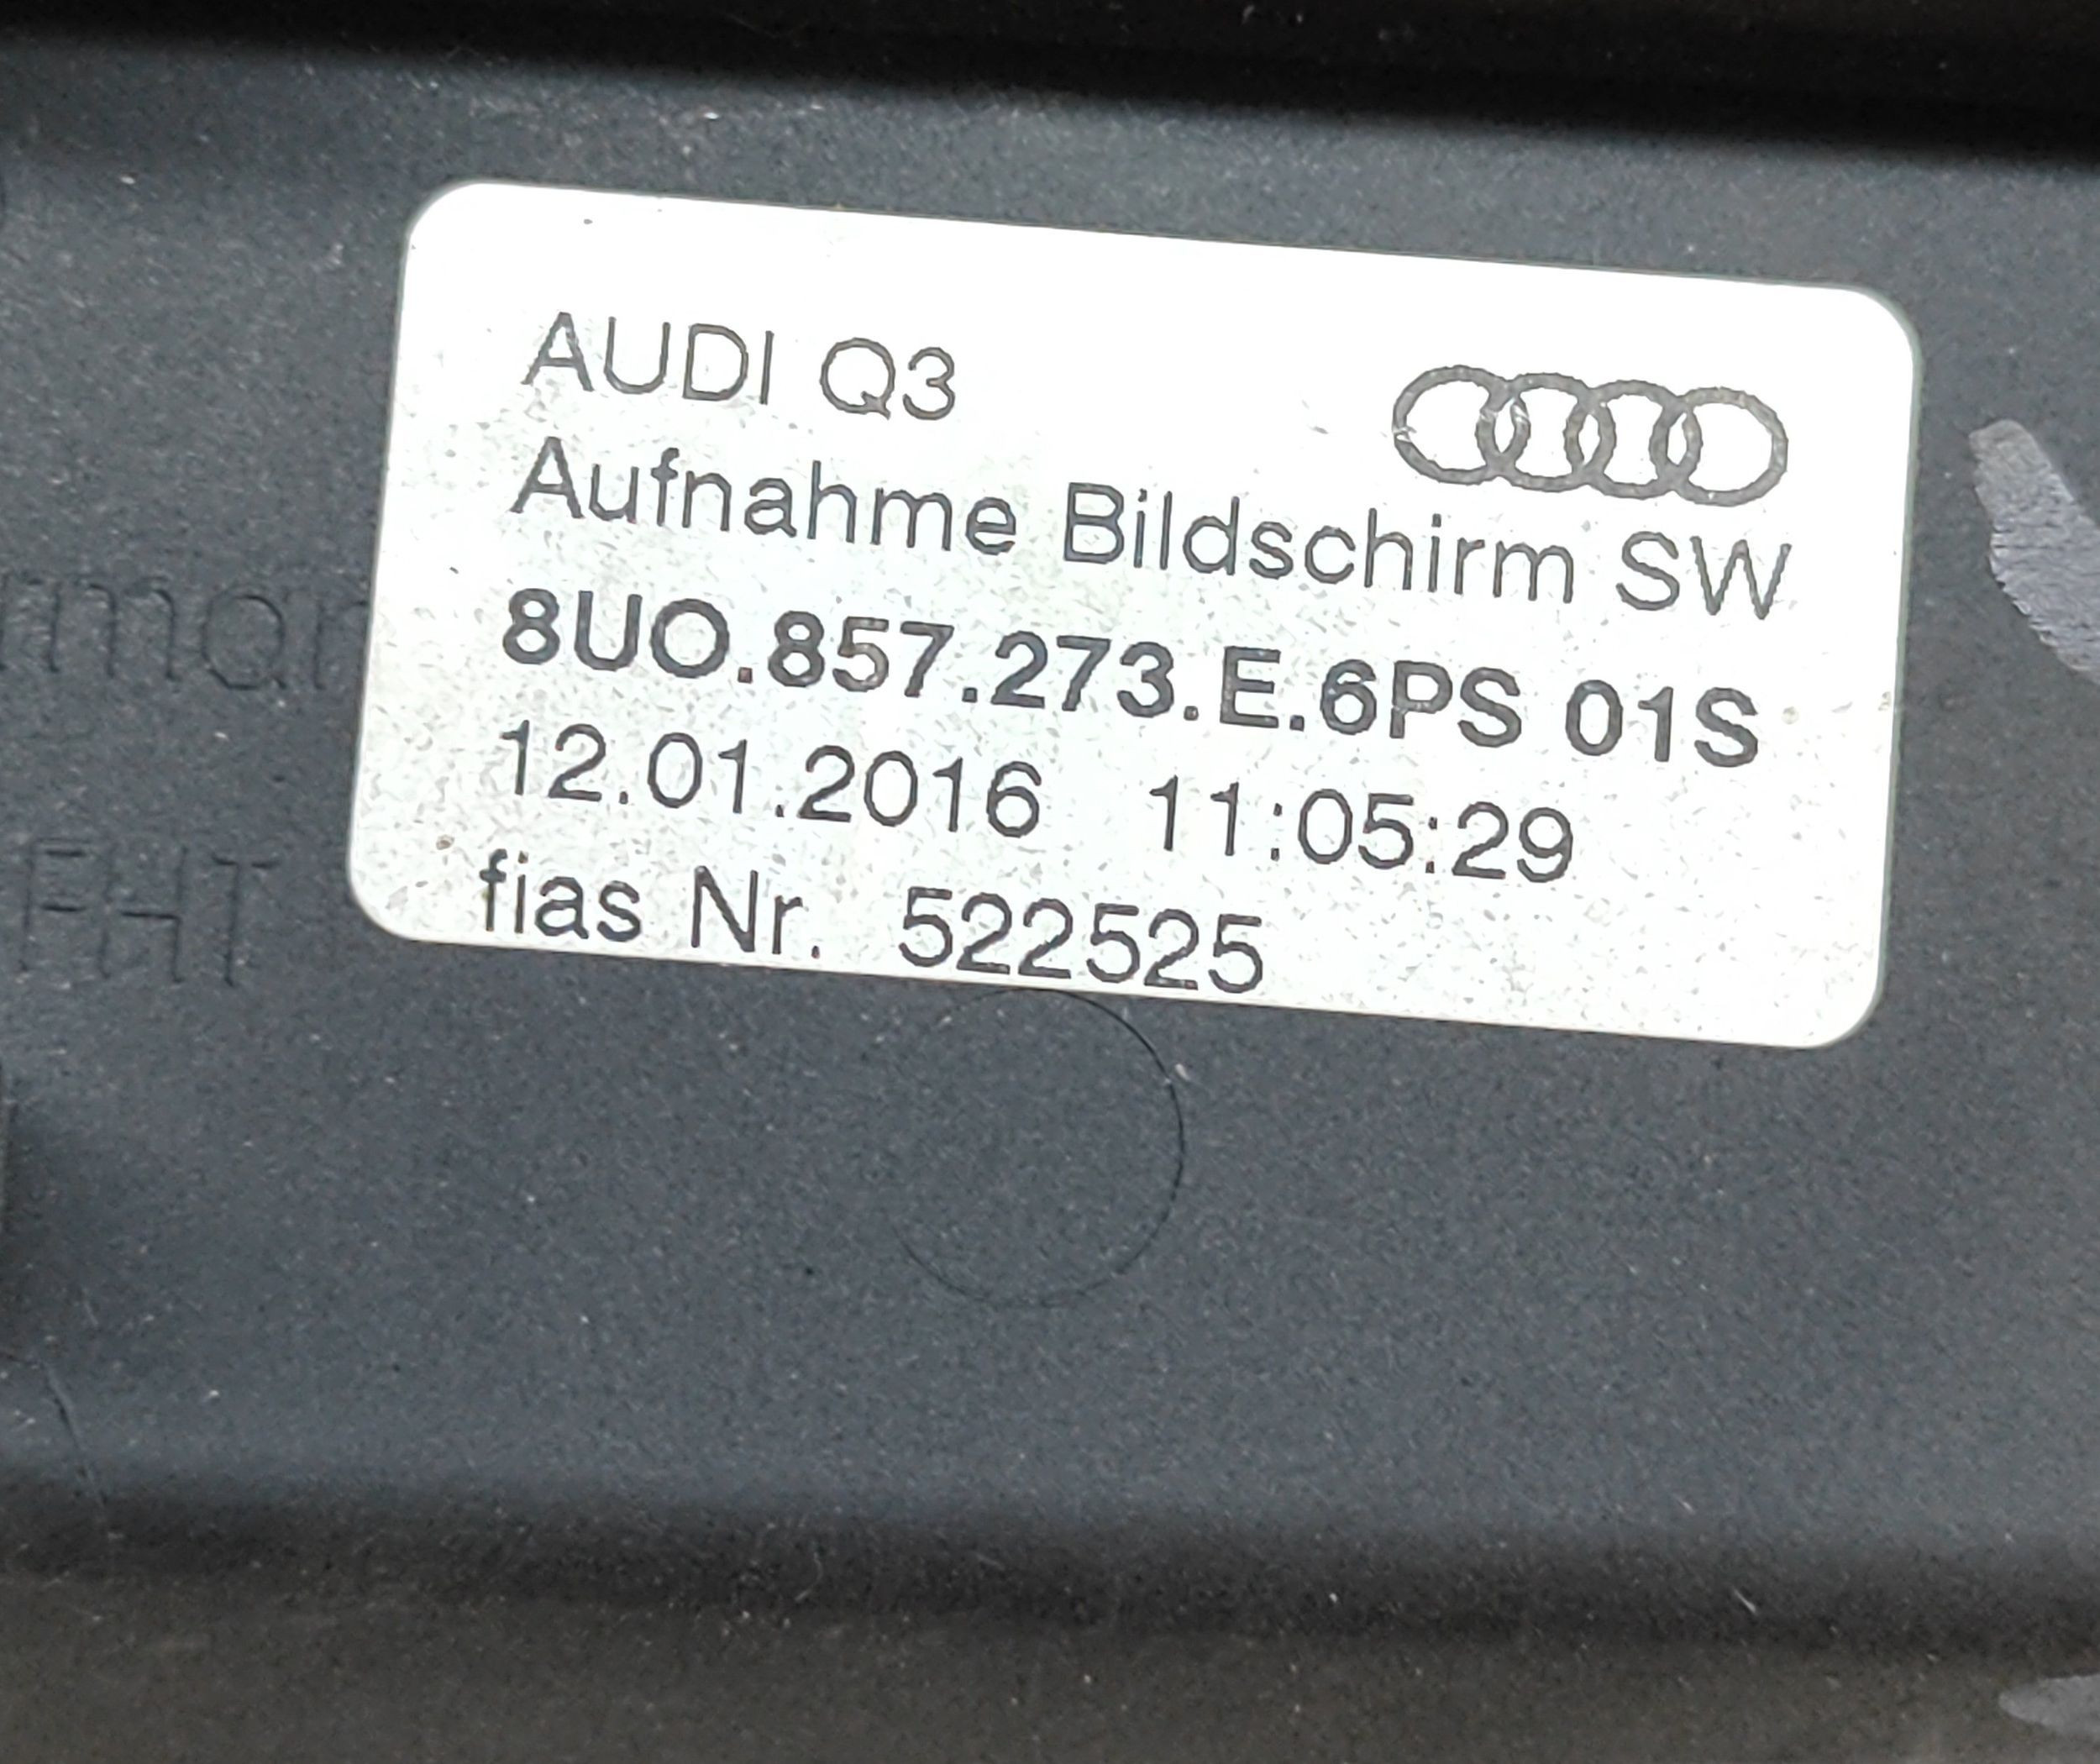 AUDI Q3
Aufnahme Bildschirm SW
8U0.857.273.E.6PS 01S
12.01.2016 11:05:29
fias Nr. 522525
FHT